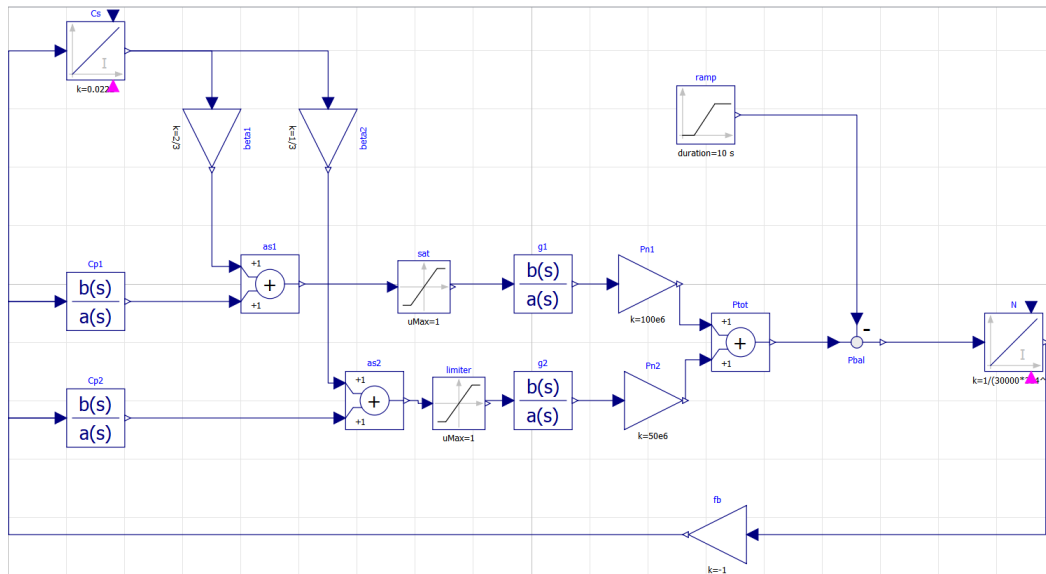 Cs
I
k=0.022
ramp
duration=10 s
k=2/3
beta1
k=1/3
beta2
as1
+1
+
+1
sat
uMax=1
g1
b(s)
a(s)
Pn1
k=100e6
Cp1
b(s)
a(s)
Ptot
+1
+
+1
-
Pbal
N
I
k=1/(30000*
as2
+1
+
+1
limiter
uMax=1
g2
b(s)
a(s)
Pn2
k=50e6
Cp2
b(s)
a(s)
fb
k=-1